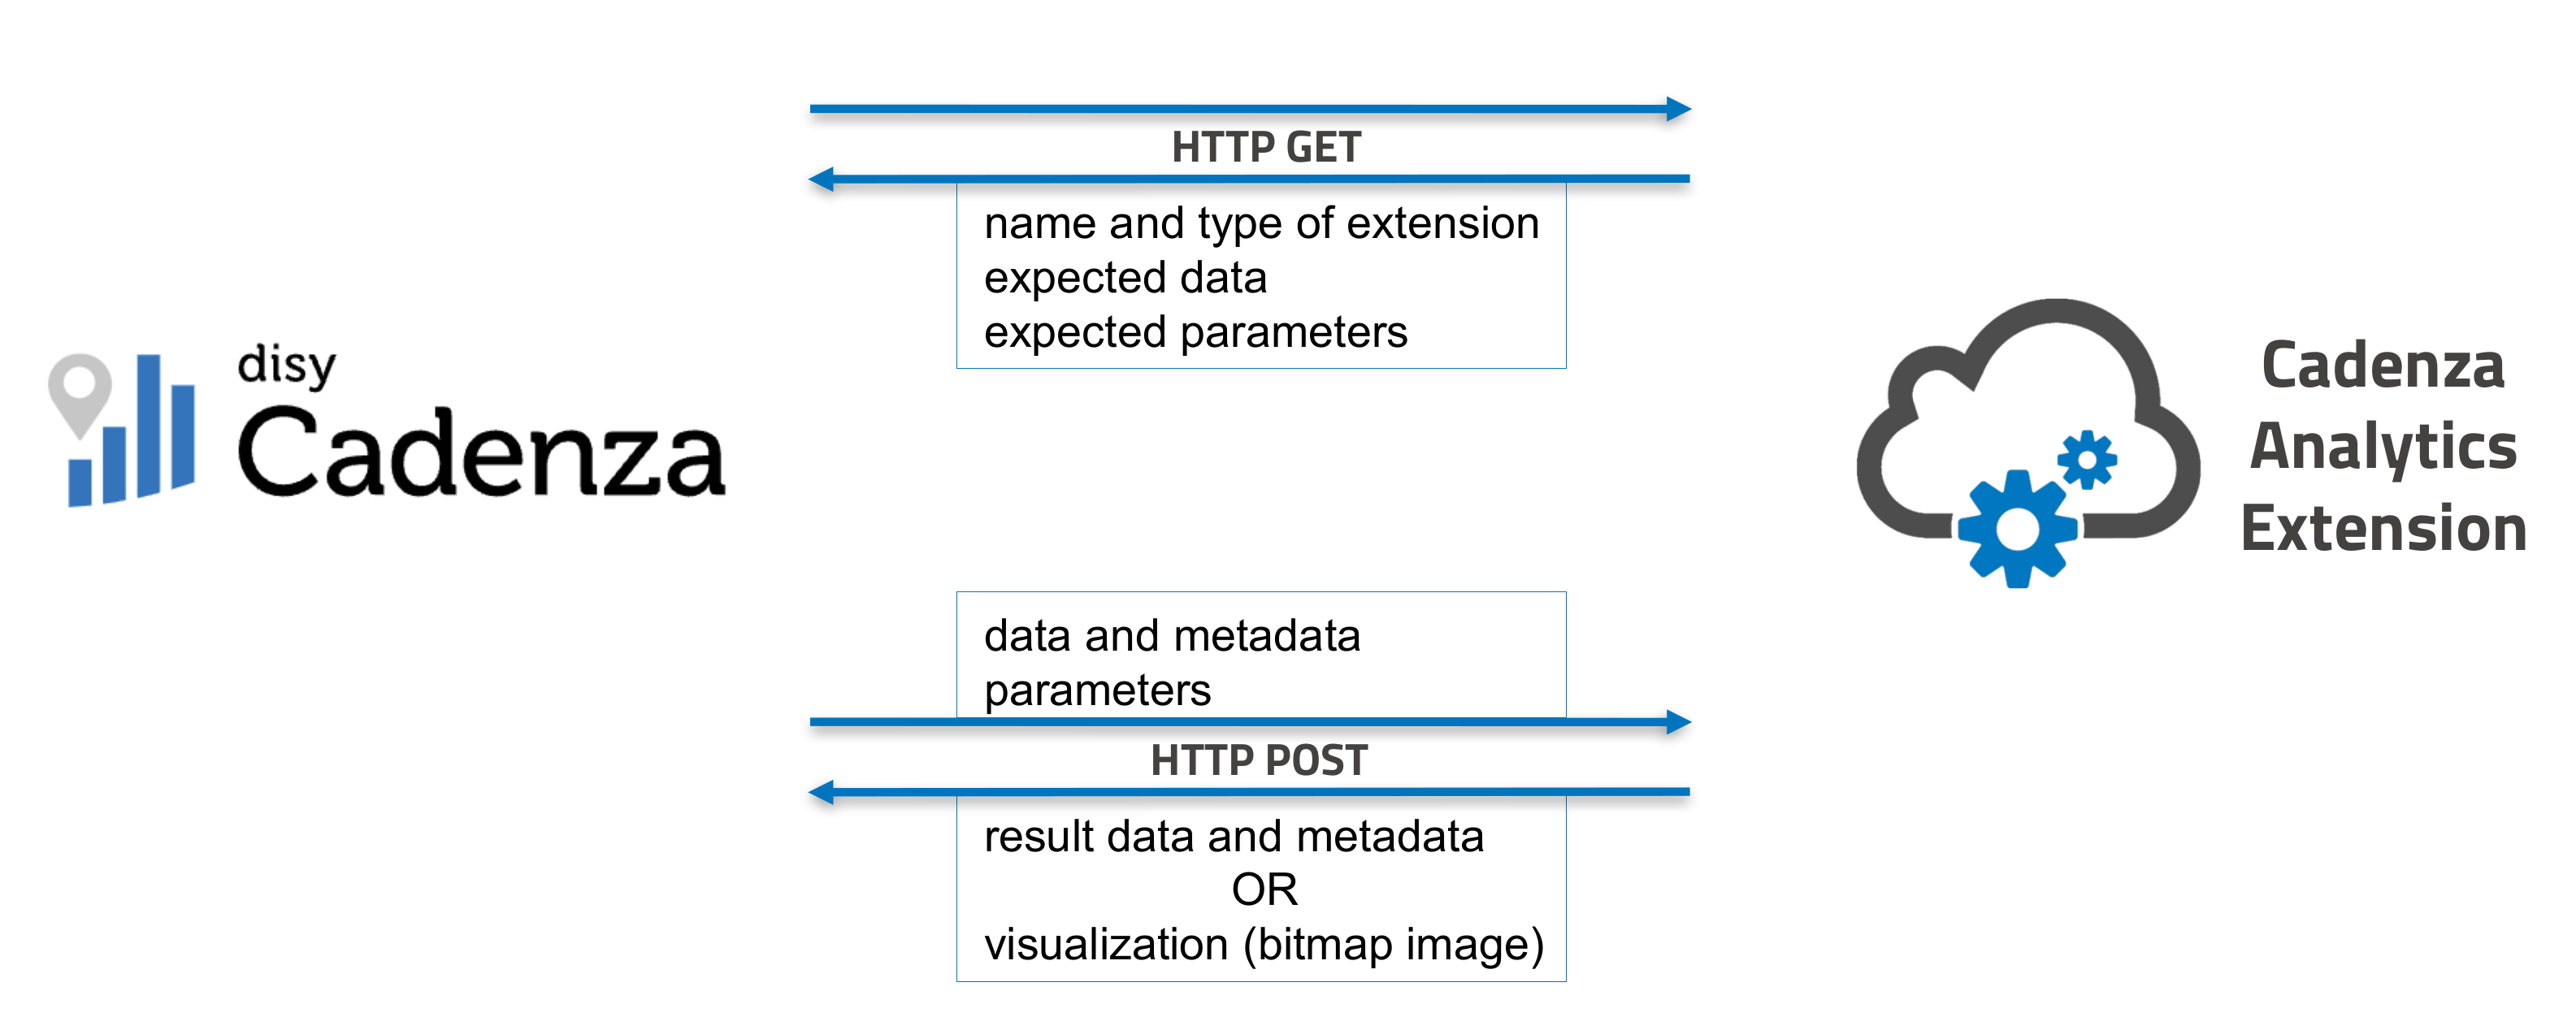 HTTP GET
name and type of extension
expected data
expected parameters
disy
Cadenza
Cadenza
Analytics
Extension
data and metadata
parameters
HTTP POST
result data and metadata
OR
visualization (bitmap image)